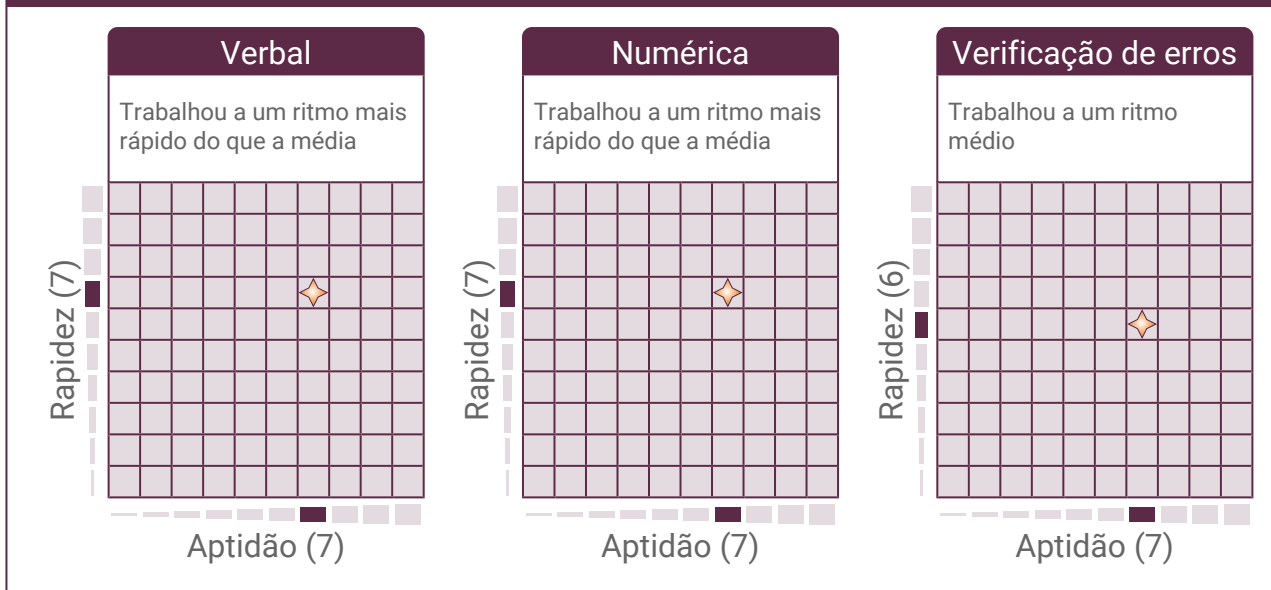 Verbal
Trabalhou a um ritmo mais
rápido do que a média
Rapidez (7)
Aptidão (7)
Numérica
Trabalhou a um ritmo mais
rápido do que a média
Rapidez (7)
Aptidão (7)
Verificação de erros
Trabalhou a um ritmo
médio
Rapidez (6)
Aptidão (7)